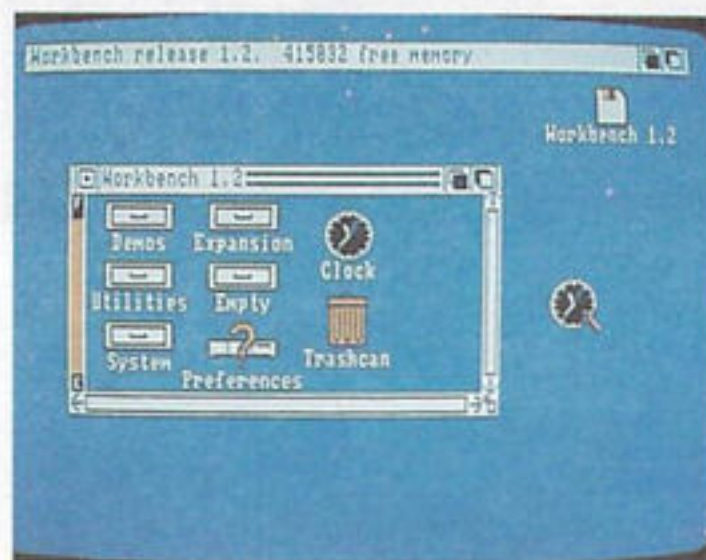 Workbench release 1.2. 415832 free memory
Workbench 1.2
Workbench 1.2
Demos Expansion
Clock
Utilities Empty
System Preferences Trashcan